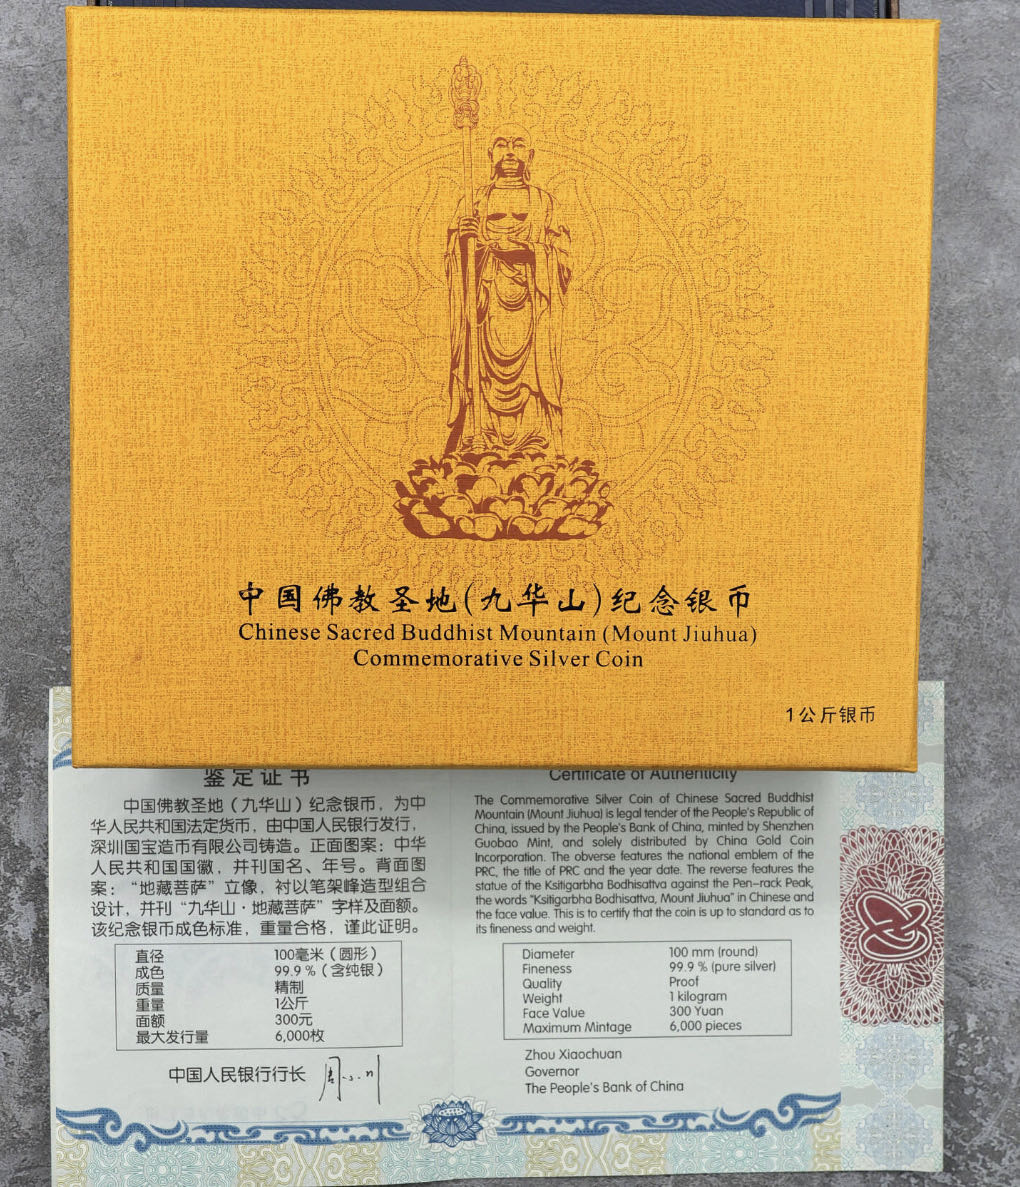 中国佛教圣地(九华山)纪念银币
Chinese Sacred Buddhist Mountain (Mount Jiuhua)
Commemorative Silver Coin
1公斤银币
鉴定证书
中国佛教圣地（九华山）纪念银币，为中
华人民共和国法定货币，由中国人民银行发行，
深圳国宝造币有限公司铸造。正面图案：中华
人民共和国国徽，并刊国名、年号。背面图
案：“地藏菩萨”立像，衬以笔架峰造型组合
设计，并刊“九华山·地藏菩萨”字样及面额。
该纪念银币成色标准，重量合格，谨此证明。
直径 100毫米（圆形）
成色 99.9％（含纯银）
质量 精制
重量 1公斤
面额 300元
最大发行量 6,000枚
中国人民银行行长
Certificate of Authenticity
The Commemorative Silver Coin of Chinese Sacred Buddhist
Mountain (Mount Jiuhua) is legal tender of the People's Republic of
China, issued by the People's Bank of China, minted by Shenzhen
Guobao Mint, and solely distributed by China Gold Coin
Incorporation. The obverse features the national emblem of the
PRC, the title of PRC and the year date. The reverse features the
statue of the Ksitigarbha Bodhisattva against the Pen-rack Peak,
the words "Ksitigarbha Bodhisattva, Mount Jiuhua" in Chinese and
the face value. This is to certify that the coin is up to standard as to
its fineness and weight.
Diameter 100 mm (round)
Fineness 99.9 % (pure silver)
Quality Proof
Weight 1 kilogram
Face Value 300 Yuan
Maximum Mintage 6,000 pieces
Zhou Xiaochuan
Governor
The People's Bank of China